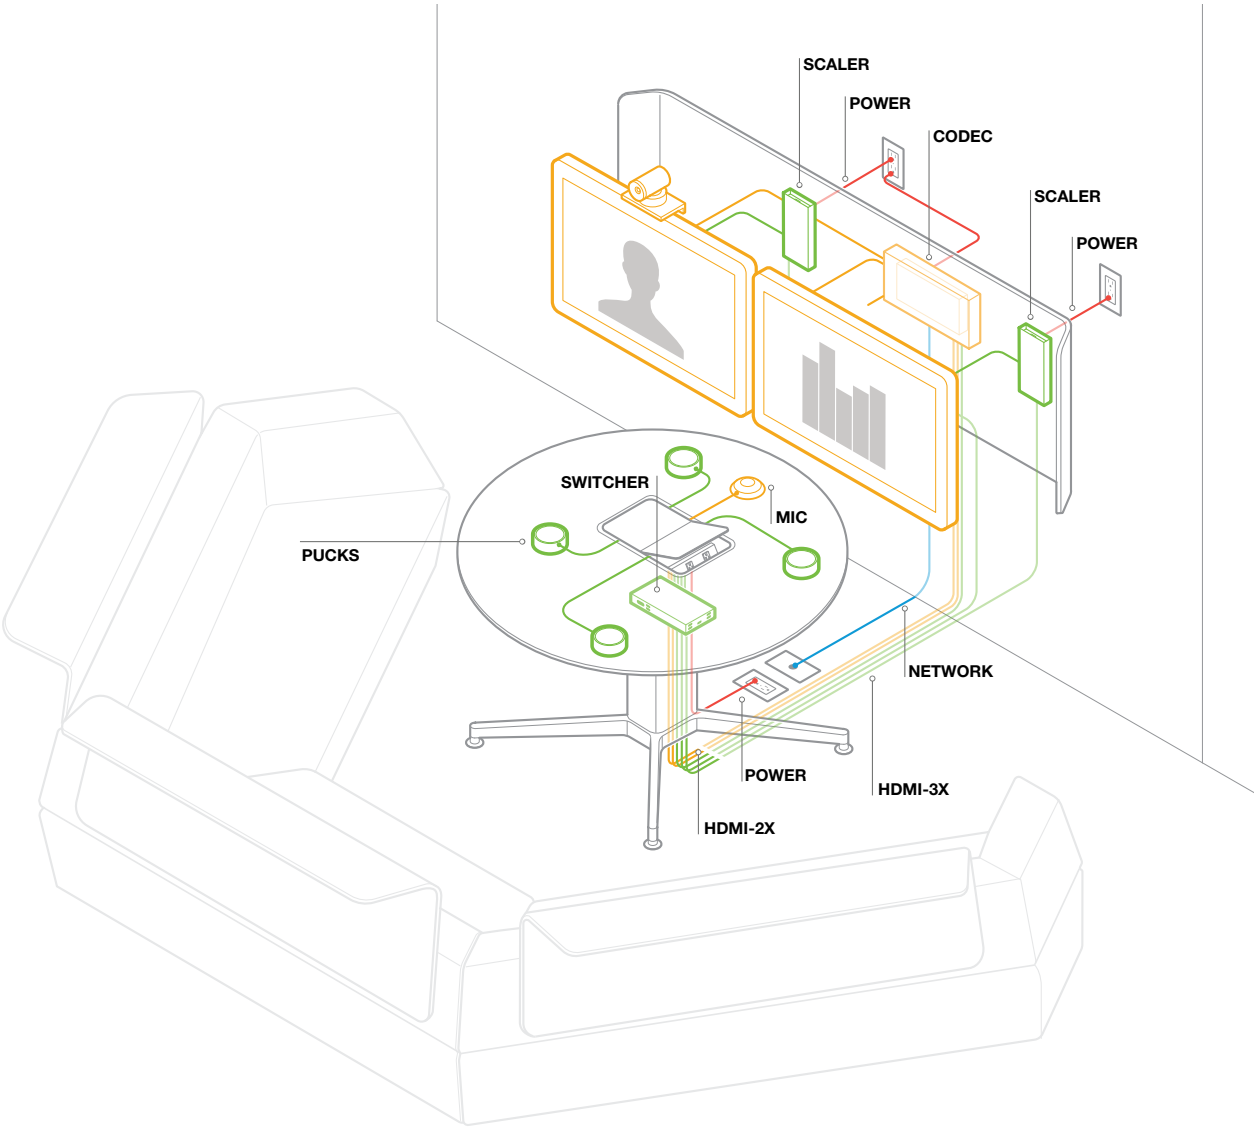 SCALER
POWER
CODEC
SCALER
POWER
SWITCHER
MIC
PUCKS
NETWORK
POWER
HDMI-3X
HDMI-2X